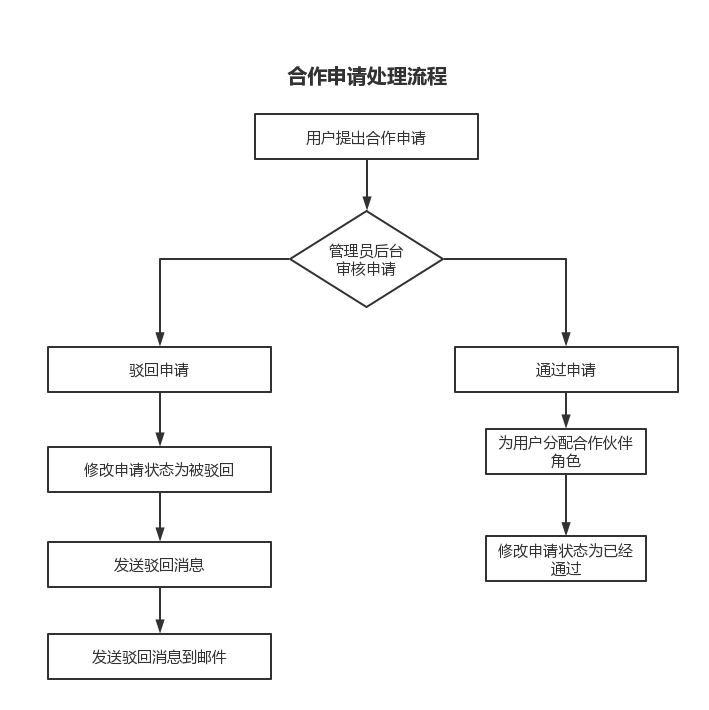 合作申请处理流程
用户提出合作申请
管理员后台
审核申请
驳回申请
通过申请
修改申请状态为被驳回
为用户分配合作伙伴
角色
发送驳回消息
修改申请状态为已经
通过
发送驳回消息到邮件